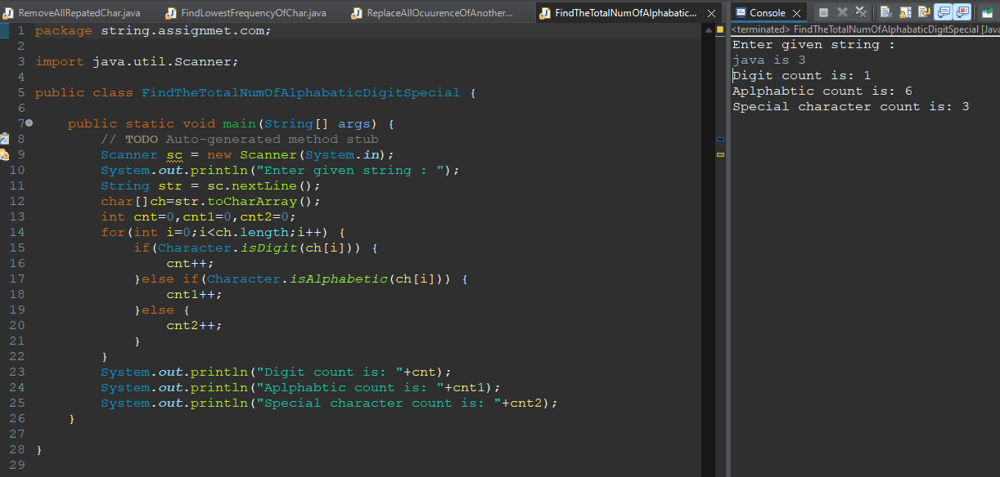 RemoveAllRepatedChar.java FindLowestFrequencyOfChar.java ReplaceAllOcuurenceOfAnother... FindTheTotalNumOfAlphabatic...
1 package string.assignmet.com;
2
3 import java.util.Scanner;
4
5 public class FindTheTotalNumOfAlphabaticDigitSpecial {
6
7 public static void main(String[] args) {
8 // TODO Auto-generated method stub
9 Scanner sc = new Scanner(System.in);
10 System.out.println("Enter given string : ");
11 String str = sc.nextLine();
12 char[]ch=str.toCharArray();
13 int cnt=0,cnt1=0,cnt2=0;
14 for(int i=0;i<ch.length;i++) {
15 if(Character.isDigit(ch[i])) {
16 cnt++;
17 }else if(Character.isAlphabetic(ch[i])) {
18 cnt1++;
19 }else {
20 cnt2++;
21 }
22 }
23 System.out.println("Digit count is: "+cnt);
24 System.out.println("Aplphabtic count is: "+cnt1);
25 System.out.println("Special character count is: "+cnt2);
26 }
27
28 }
29
Console
<terminated> FindTheTotalNumOfAlphabaticDigitSpecial [Java
Enter given string :
java is 3
Digit count is: 1
Aplphabtic count is: 6
Special character count is: 3